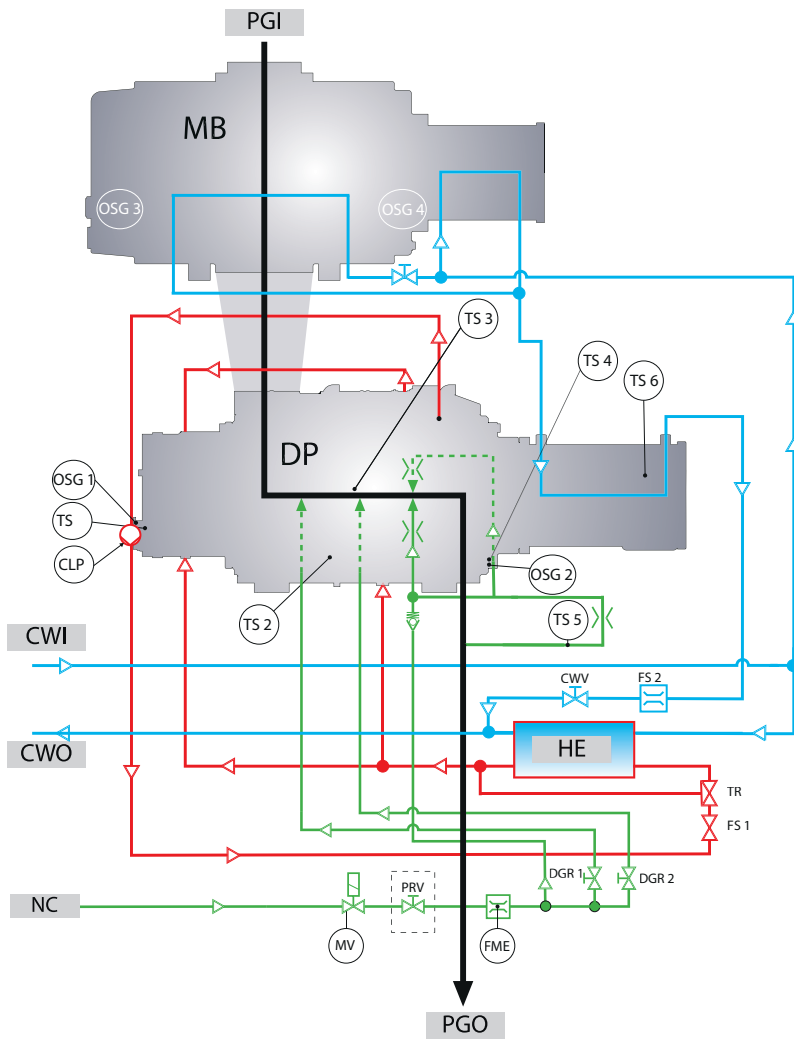 PGI
MB
OSG 3
OSG 4
TS 3
TS 4
TS 6
DP
OSG 1
TS
CLP
OSG 2
TS 2
TS 5
CWI
CWV
FS 2
CWO
HE
TR
FS 1
DGR 1
DGR 2
PRV
NC
MV
FME
PGO